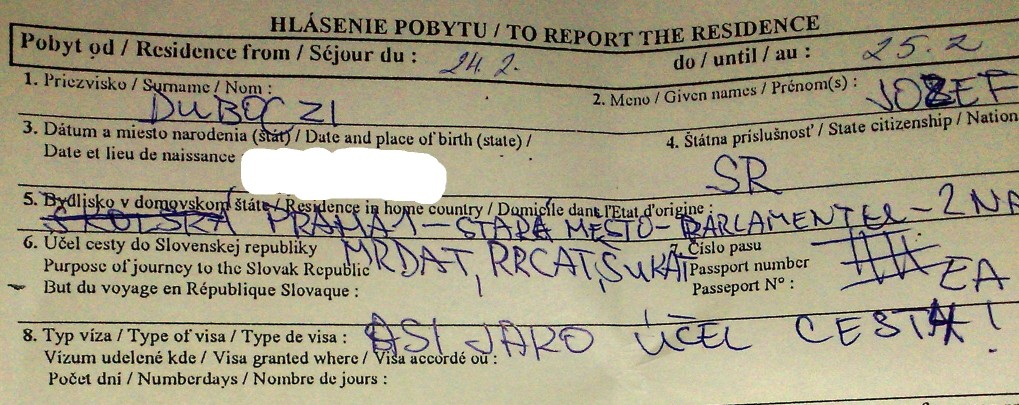 HLÁSENIE POBYTU / TO REPORT THE RESIDENCE
Pobyt od / Residence from / Séjour du : 24. 2. do / until / au : 25. 2
1. Priezvisko / Surname / Nom : 2. Meno / Given names / Prénom(s) :
DUBOCZI JOZEF
3. Dátum a miesto narodenia (štát) / Date and place of birth (state) / 4. Štátna príslušnosť / State citizenship / Nation
Date et lieu de naissance
SR
5. Bydlisko v domovskom štáte / Residence in home country / Domicile dans l'Etat d'origine :
ŠKOLSKÁ PRAHA 1 - STARÉ MĚSTO - PARLAMENTEL - 2 NA
6. Účel cesty do Slovenskej republiky MRDAT, RRCAT, ŠUKAT 7. Číslo pasu
Purpose of journey to the Slovak Republic Passport number EA
But du voyage en République Slovaque : Passeport N° :
8. Typ víza / Type of visa / Type de visa : ASI JAKO ÚČEL CESTA!
Vízum udelené kde / Visa granted where / Visa accordé où :
Počet dní / Numberdays / Nombre de jours :